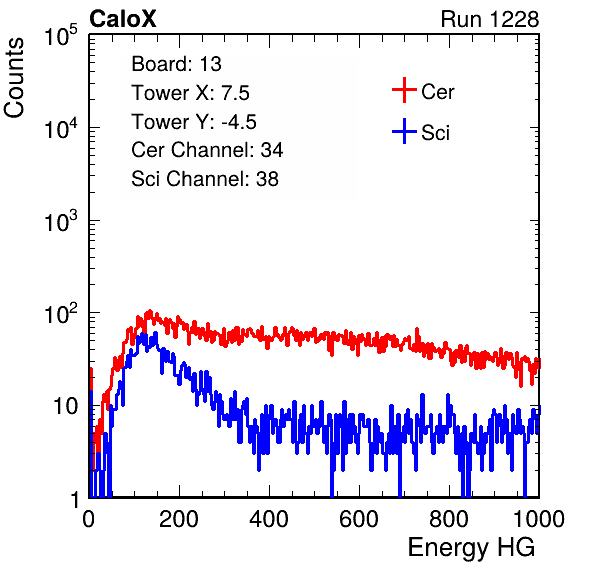 CaloX Run 1228
Counts
10^5
10^4
10^3
10^2
10
1
Board: 13
Tower X: 7.5
Tower Y: -4.5
Cer Channel: 34
Sci Channel: 38
Cer
Sci
0 200 400 600 800 1000
Energy HG